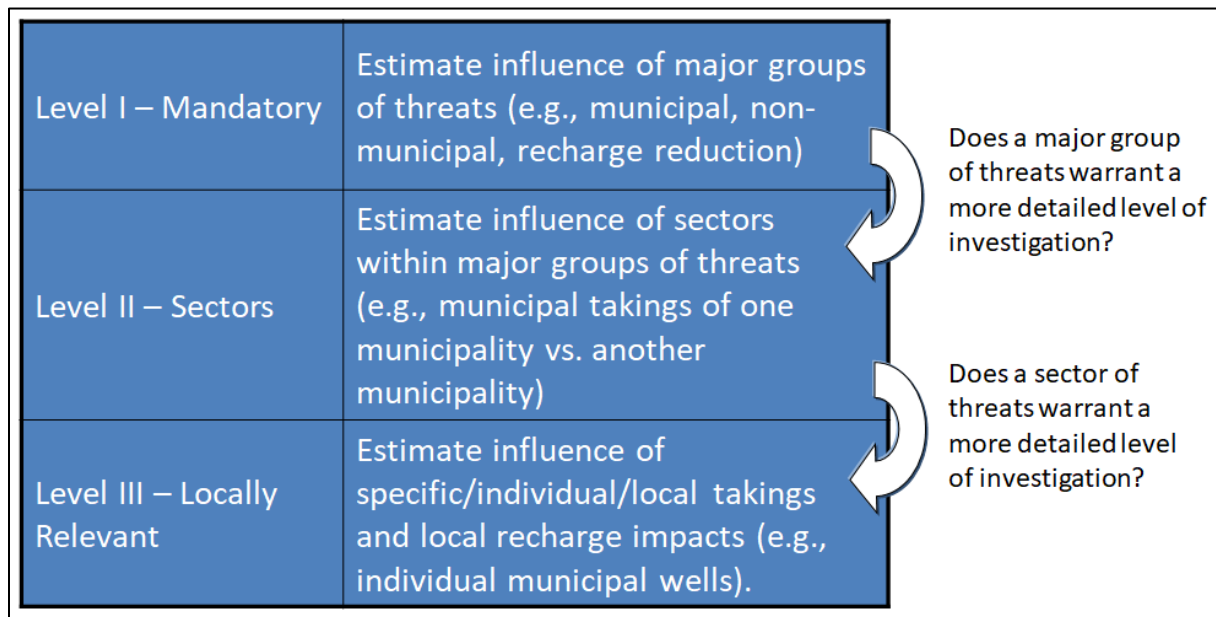 Level I – Mandatory
Estimate influence of major groups
of threats (e.g., municipal, non-
municipal, recharge reduction)
Does a major group
of threats warrant a
more detailed level of
investigation?
Level II – Sectors
Estimate influence of sectors
within major groups of threats
(e.g., municipal takings of one
municipality vs. another
municipality)
Does a sector of
threats warrant a
more detailed level
of investigation?
Level III – Locally
Relevant
Estimate influence of
specific/individual/local takings
and local recharge impacts (e.g.,
individual municipal wells).